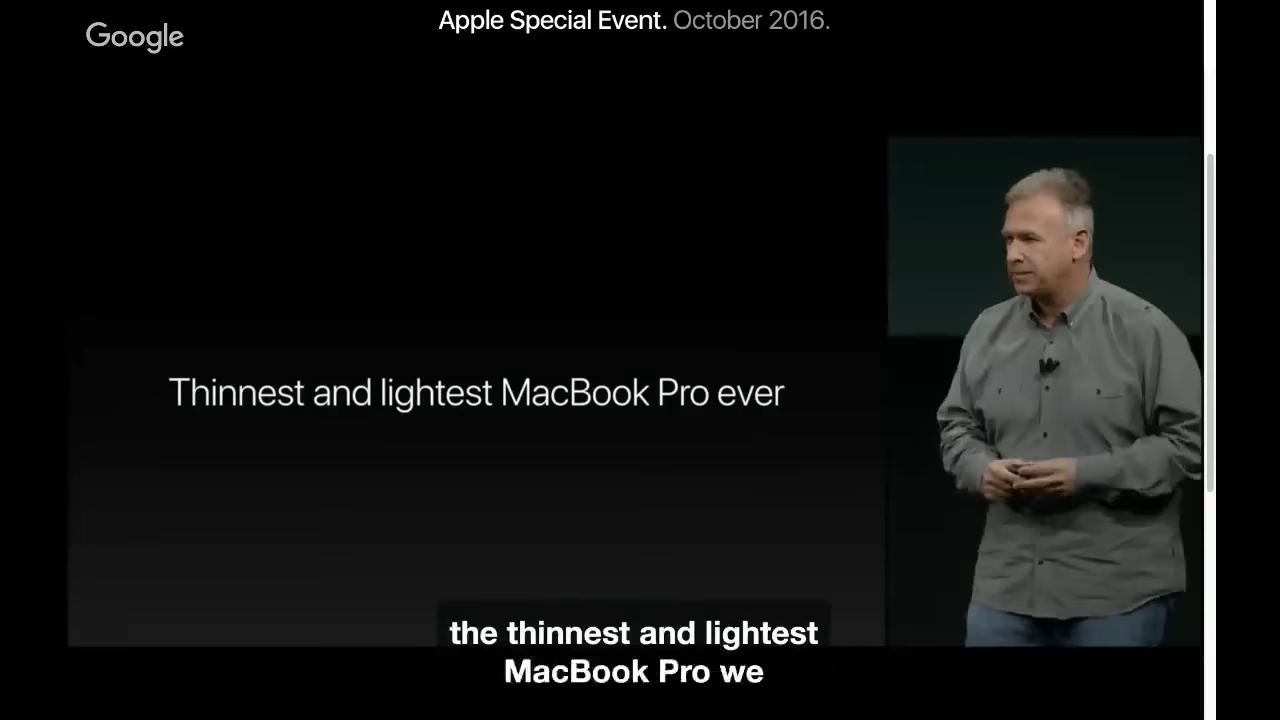 Google
Apple Special Event. October 2016.
Thinnest and lightest MacBook Pro ever
the thinnest and lightest
MacBook Pro we